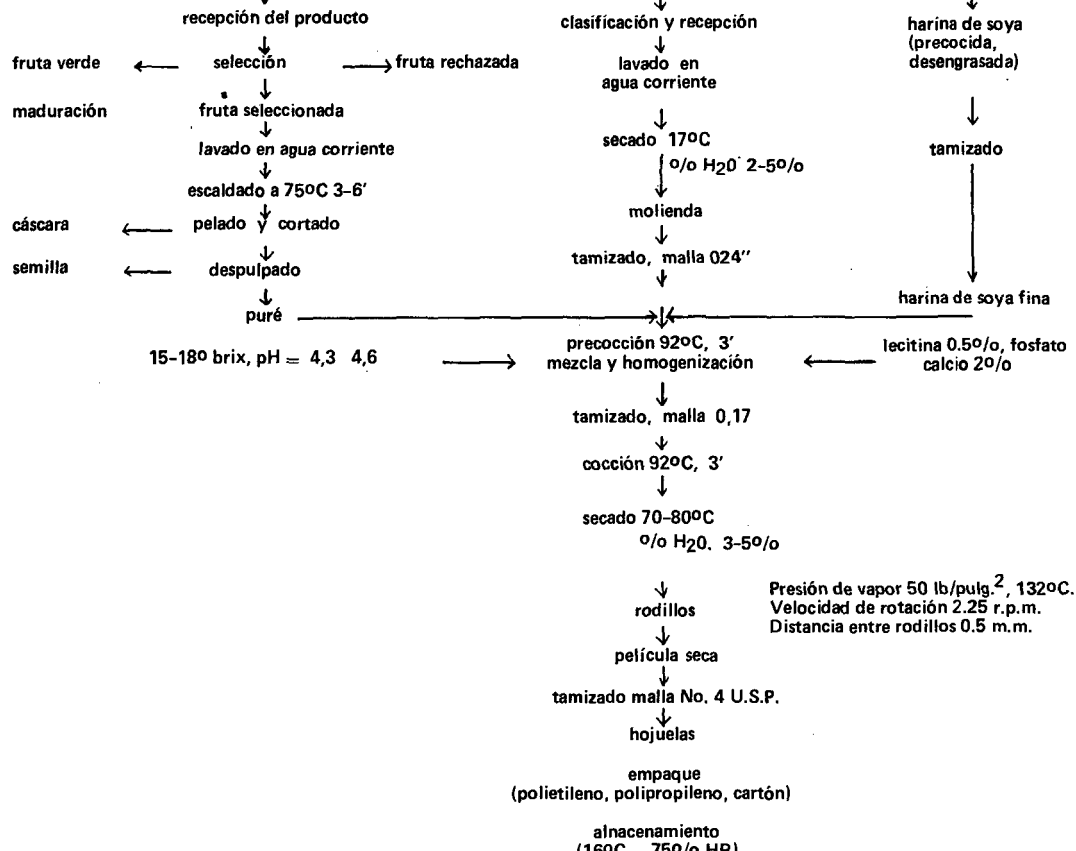 recepción del producto
fruta verde
selección
fruta rechazada
maduración
fruta seleccionada
lavado en agua corriente
escaldado a 75ºC 3-6'
cáscara
pelado y cortado
semilla
despulpado
puré
15-18º brix, pH = 4,3 4,6
clasificación y recepción
lavado en
agua corriente
secado 17ºC
º/o H2O 2-5º/o
molienda
tamizado, malla 024''
harina de soya
(precocida,
desengrasada)
tamizado
harina de soya fina
precocción 92ºC, 3'
mezcla y homogenización
lecitina 0.5º/o, fosfato
calcio 2º/o
tamizado, malla 0,17
cocción 92ºC, 3'
secado 70-80ºC
º/o H2O. 3-5º/o
rodillos
Presión de vapor 50 lb/pulg.2, 132ºC.
Velocidad de rotación 2.25 r.p.m.
Distancia entre rodillos 0.5 m.m.
película seca
tamizado malla No. 4 U.S.P.
hojuelas
empaque
(polietileno, polipropileno, cartón)
alnacenamiento
(16ºC 75º/o HR)